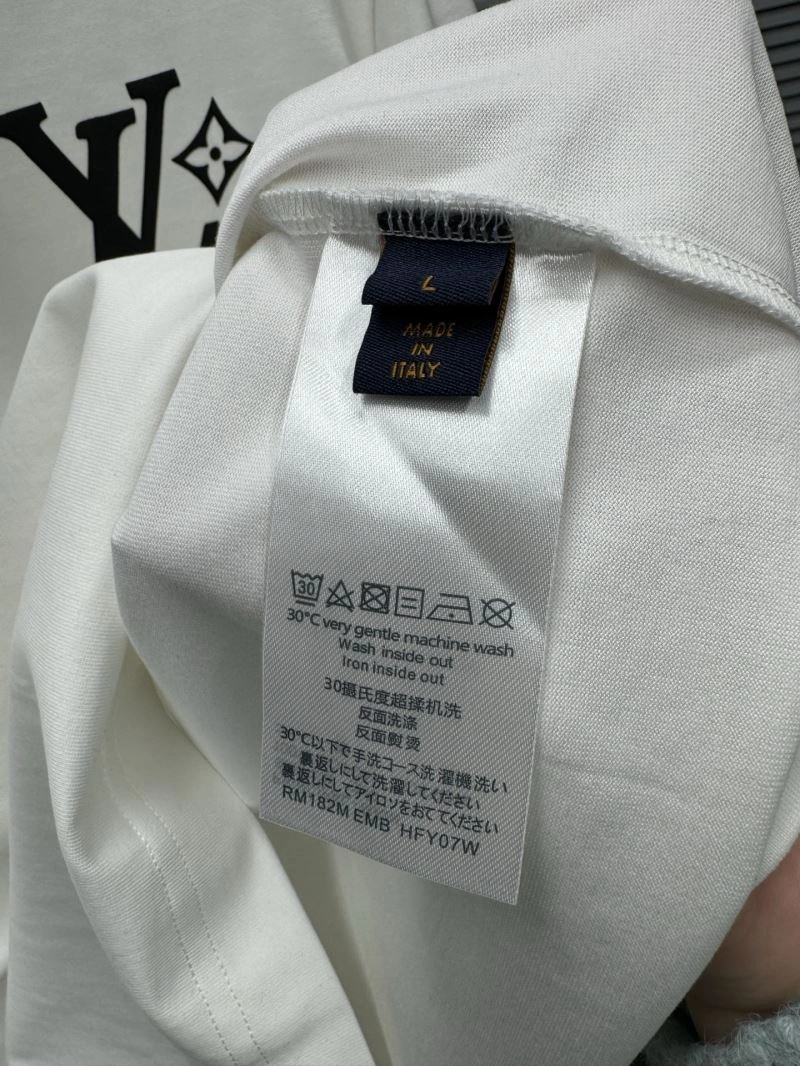 LV
L
MADE
IN
ITALY
30
30°C very gentle machine wash
Wash inside out
Iron inside out
30摄氏度超揉机洗
反面洗涤
反面熨烫
30℃以下で手洗コース洗濯機洗い
裏返しにして洗濯してください
裏返しにしてアイロソをおてください
RM182M EMB HFY07W